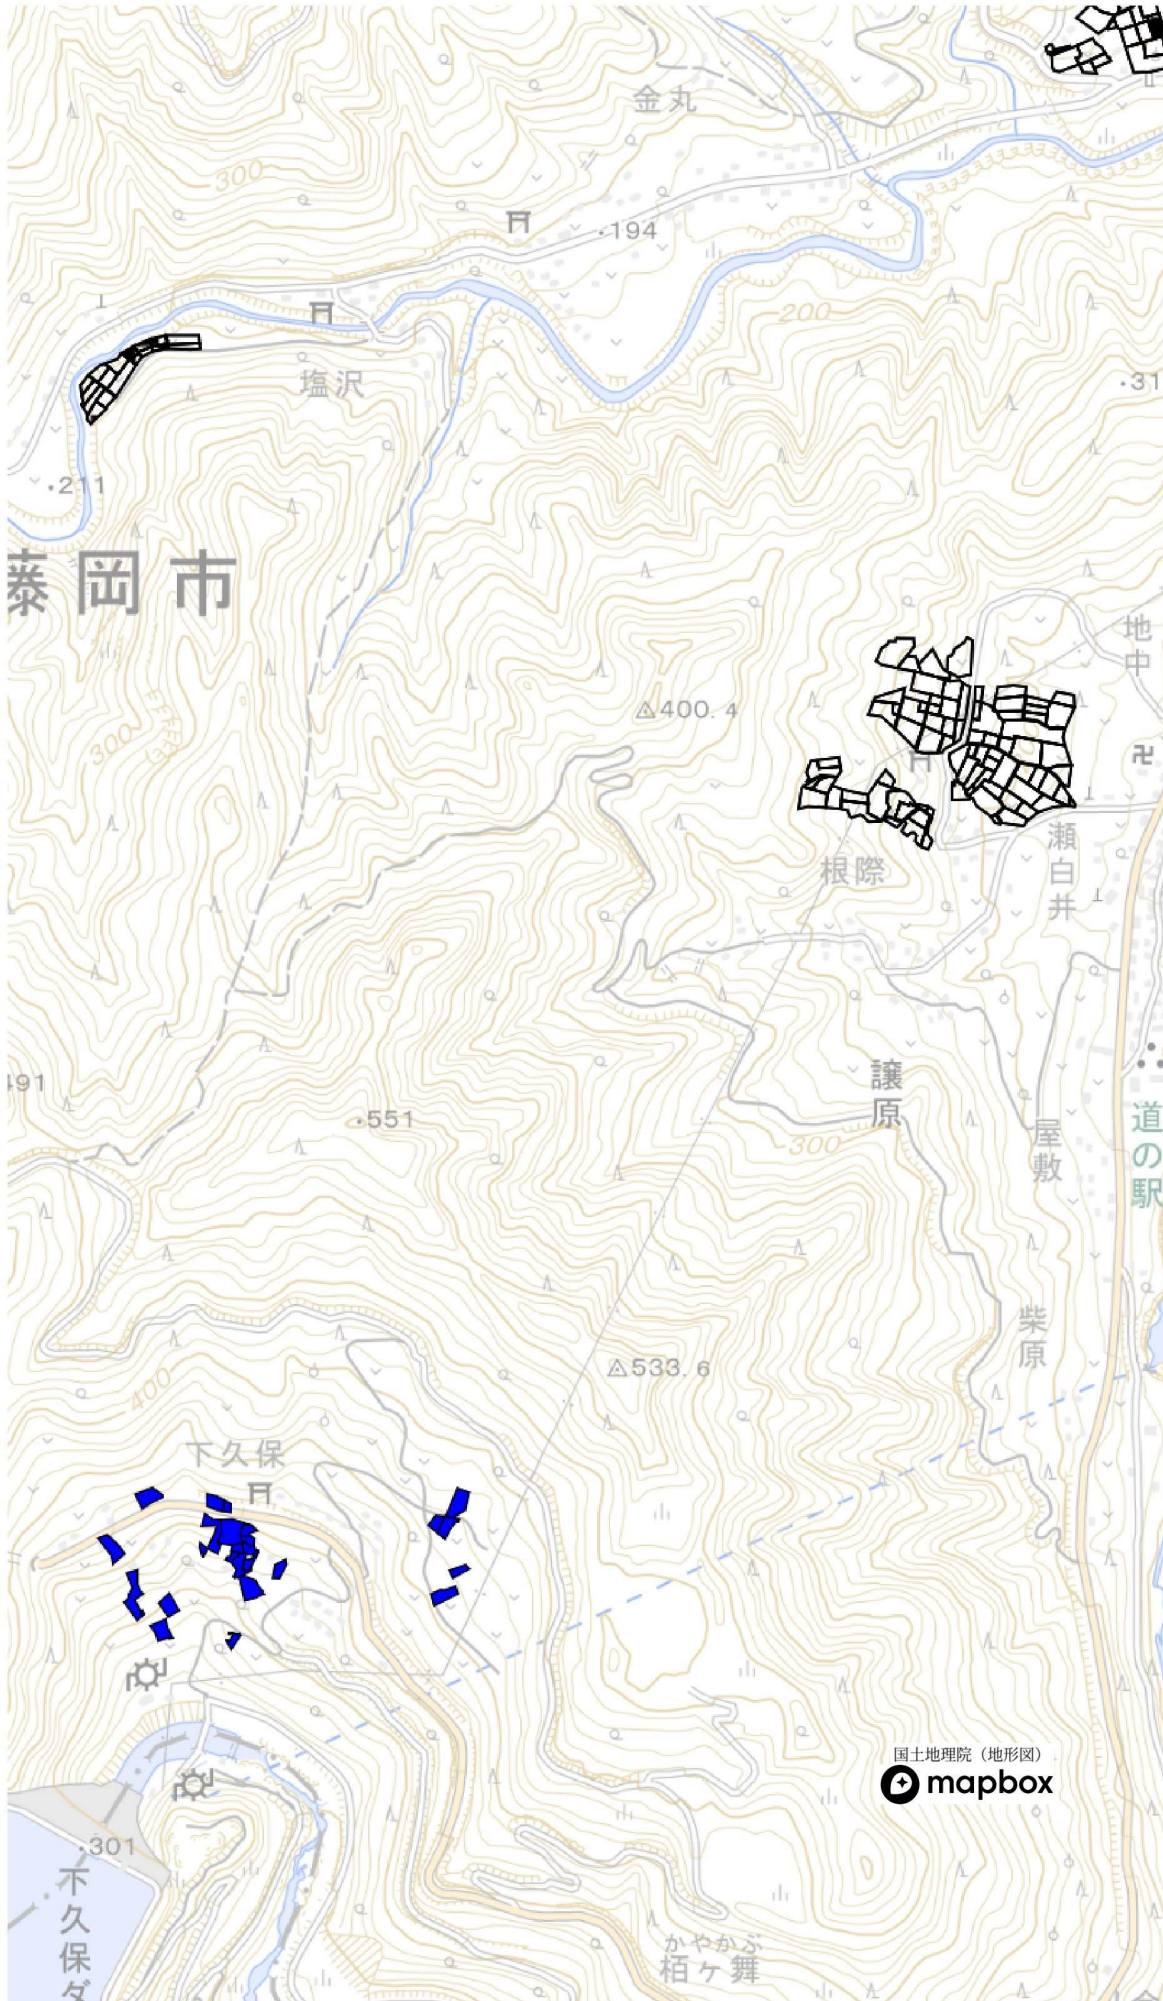 金丸
300
194
200
塩沢
31
211
藤岡市
地中
400.4
300
瀬白井
根際
491
譲原
551
300
道の駅
屋敷
柴原
533.6
400
下久保
国土地理院（地形図）
mapbox
301
下久保ダ
かやかぶ
栢ヶ舞